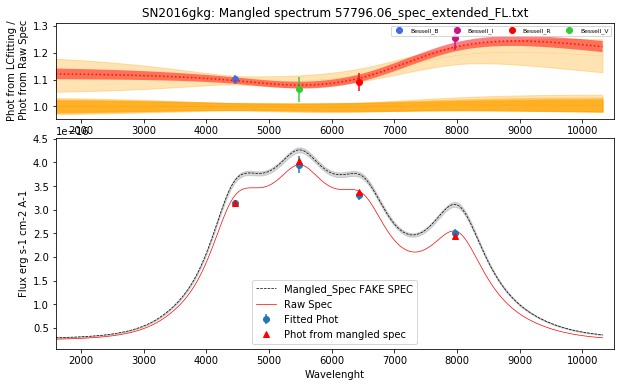 SN2016gkg: Mangled spectrum 57796.06_spec_extended_FL.txt
Phot from LCfitting /
Phot from Raw Spec
1.3
1.2
1.1
1.0
Bessell_B
Bessell_I
Bessell_R
Bessell_V
2000 3000 4000 5000 6000 7000 8000 9000 10000
Flux erg s-1 cm-2 A-1
4.5
4.0
3.5
3.0
2.5
2.0
1.5
1.0
0.5
Mangled_Spec FAKE SPEC
Raw Spec
Fitted Phot
Phot from mangled spec
2000 3000 4000 5000 6000 7000 8000 9000 10000
Wavelenght